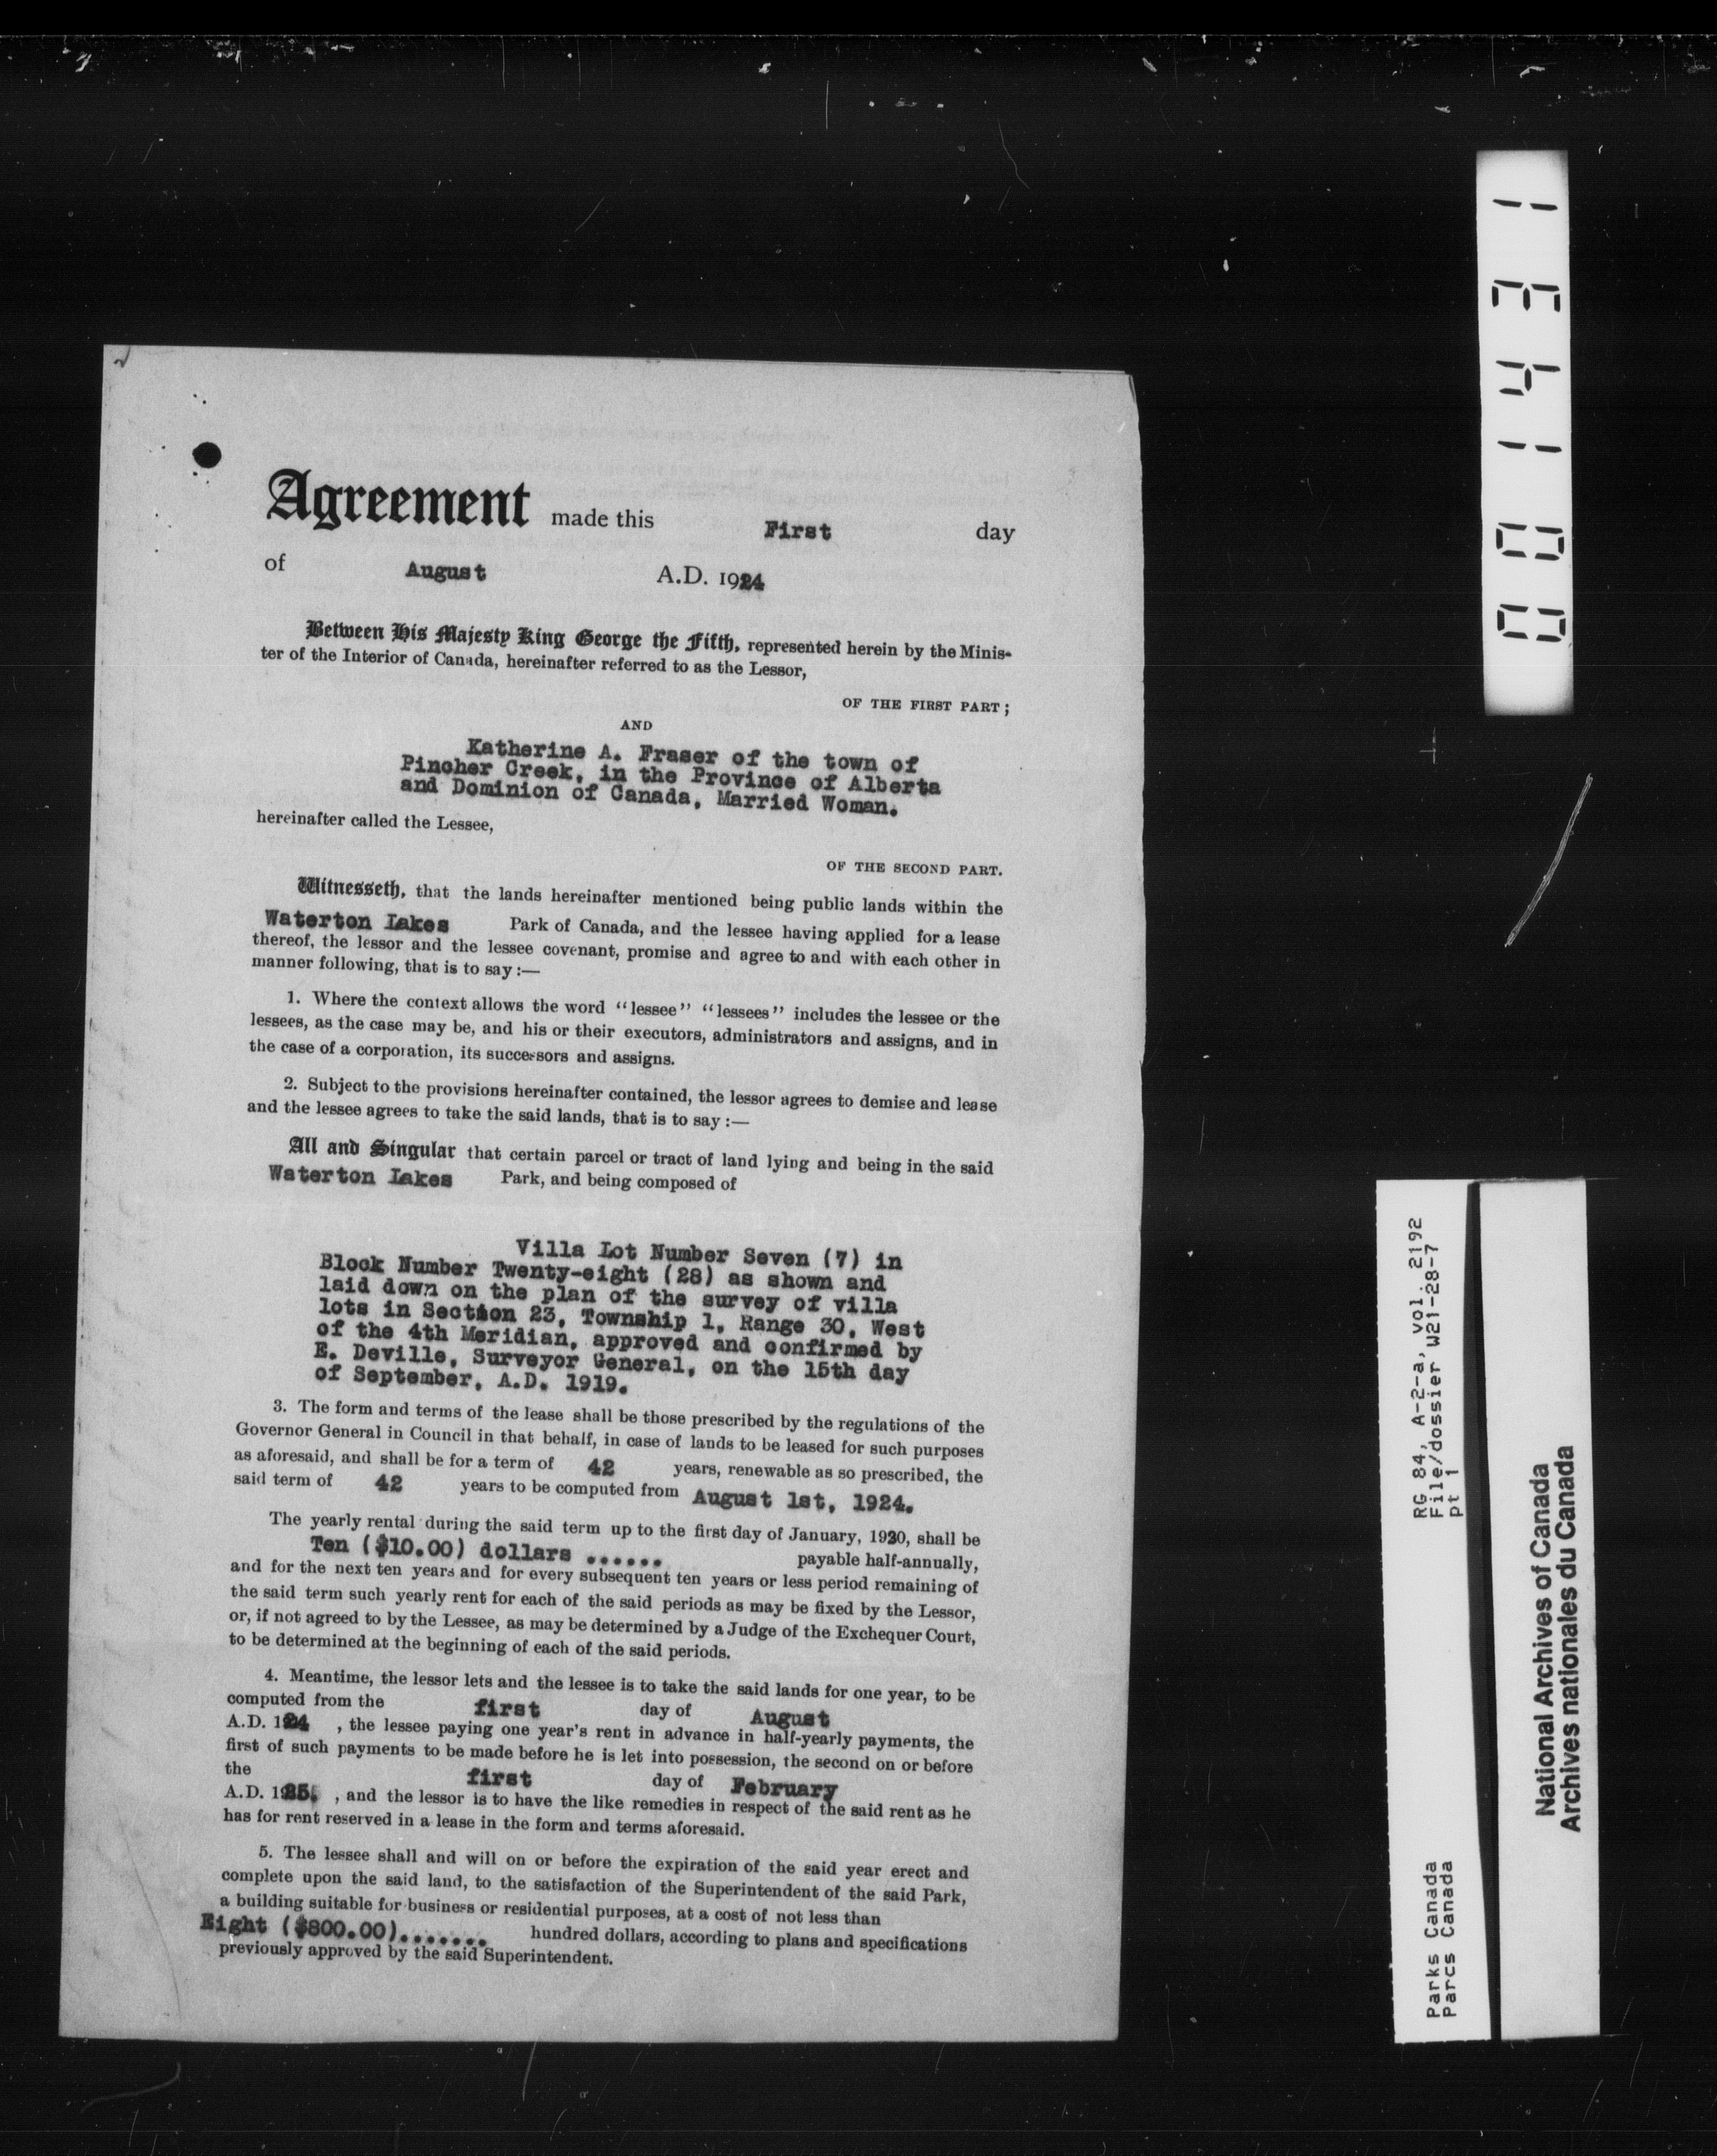 Agreement made this First day
of August A.D. 1924
Between His Majesty King George the Fifth, represented herein by the Minis-
ter of the Interior of Canada, hereinafter referred to as the Lessor,
OF THE FIRST PART;
AND
Katherine A. Fraser of the town of
Pincher Creek, in the Province of Alberta
and Dominion of Canada, Married Woman.
hereinafter called the Lessee,
OF THE SECOND PART.
Witnesseth, that the lands hereinafter mentioned being public lands within the
Waterton Lakes Park of Canada, and the lessee having applied for a lease
thereof, the lessor and the lessee covenant, promise and agree to and with each other in
manner following, that is to say:—
1. Where the context allows the word "lessee" "lessees" includes the lessee or the
lessees, as the case may be, and his or their executors, administrators and assigns, and in
the case of a corporation, its successors and assigns.
2. Subject to the provisions hereinafter contained, the lessor agrees to demise and lease
and the lessee agrees to take the said lands, that is to say:—
All and Singular that certain parcel or tract of land lying and being in the said
Waterton Lakes Park, and being composed of
Villa Lot Number Seven (7) in
Block Number Twenty-eight (28) as shown and
laid down on the plan of the survey of villa
lots in Section 23, Township 1, Range 30, West
of the 4th Meridian, approved and confirmed by
E. Deville, Surveyor General, on the 15th day
of September, A.D. 1919.
3. The form and terms of the lease shall be those prescribed by the regulations of the
Governor General in Council in that behalf, in case of lands to be leased for such purposes
as aforesaid, and shall be for a term of 42 years, renewable as so prescribed, the
said term of 42 years to be computed from August 1st, 1924.
The yearly rental during the said term up to the first day of January, 1930, shall be
Ten ($10.00) dollars ...... payable half-annually,
and for the next ten years and for every subsequent ten years or less period remaining of
the said term such yearly rent for each of the said periods as may be fixed by the Lessor,
or, if not agreed to by the Lessee, as may be determined by a Judge of the Exchequer Court,
to be determined at the beginning of each of the said periods.
4. Meantime, the lessor lets and the lessee is to take the said lands for one year, to be
computed from the first day of August
A.D. 1924 , the lessee paying one year's rent in advance in half-yearly payments, the
first of such payments to be made before he is let into possession, the second on or before
the first day of February
A.D. 1925. , and the lessor is to have the like remedies in respect of the said rent as he
has for rent reserved in a lease in the form and terms aforesaid.
5. The lessee shall and will on or before the expiration of the said year erect and
complete upon the said land, to the satisfaction of the Superintendent of the said Park,
a building suitable for business or residential purposes, at a cost of not less than
Eight ($800.00)....... hundred dollars, according to plans and specifications
previously approved by the said Superintendent.
001431
RG 84, A-2-a, vol. 2192
File/dossier W21-28-7
pt 1
Parks Canada
Parcs Canada
National Archives of Canada
Archives nationales du Canada